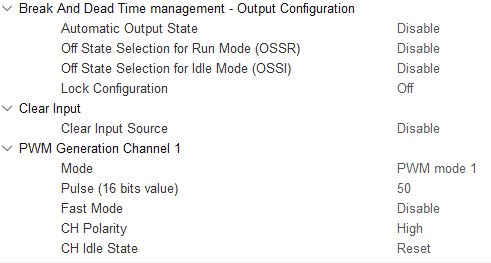 Break And Dead Time management - Output Configuration
Automatic Output State Disable
Off State Selection for Run Mode (OSSR) Disable
Off State Selection for Idle Mode (OSSI) Disable
Lock Configuration Off
Clear Input
Clear Input Source Disable
PWM Generation Channel 1
Mode PWM mode 1
Pulse (16 bits value) 50
Fast Mode Disable
CH Polarity High
CH Idle State Reset